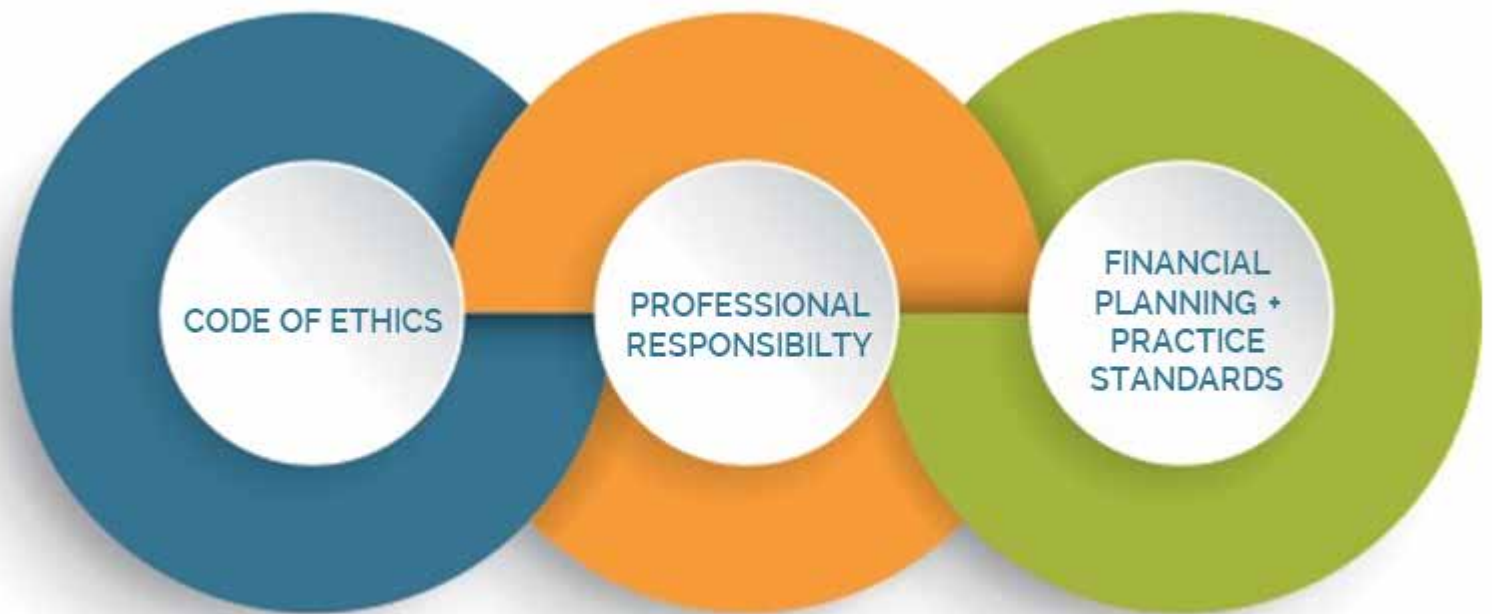 CODE OF ETHICS
PROFESSIONAL
RESPONSIBILTY
FINANCIAL
PLANNING +
PRACTICE
STANDARDS